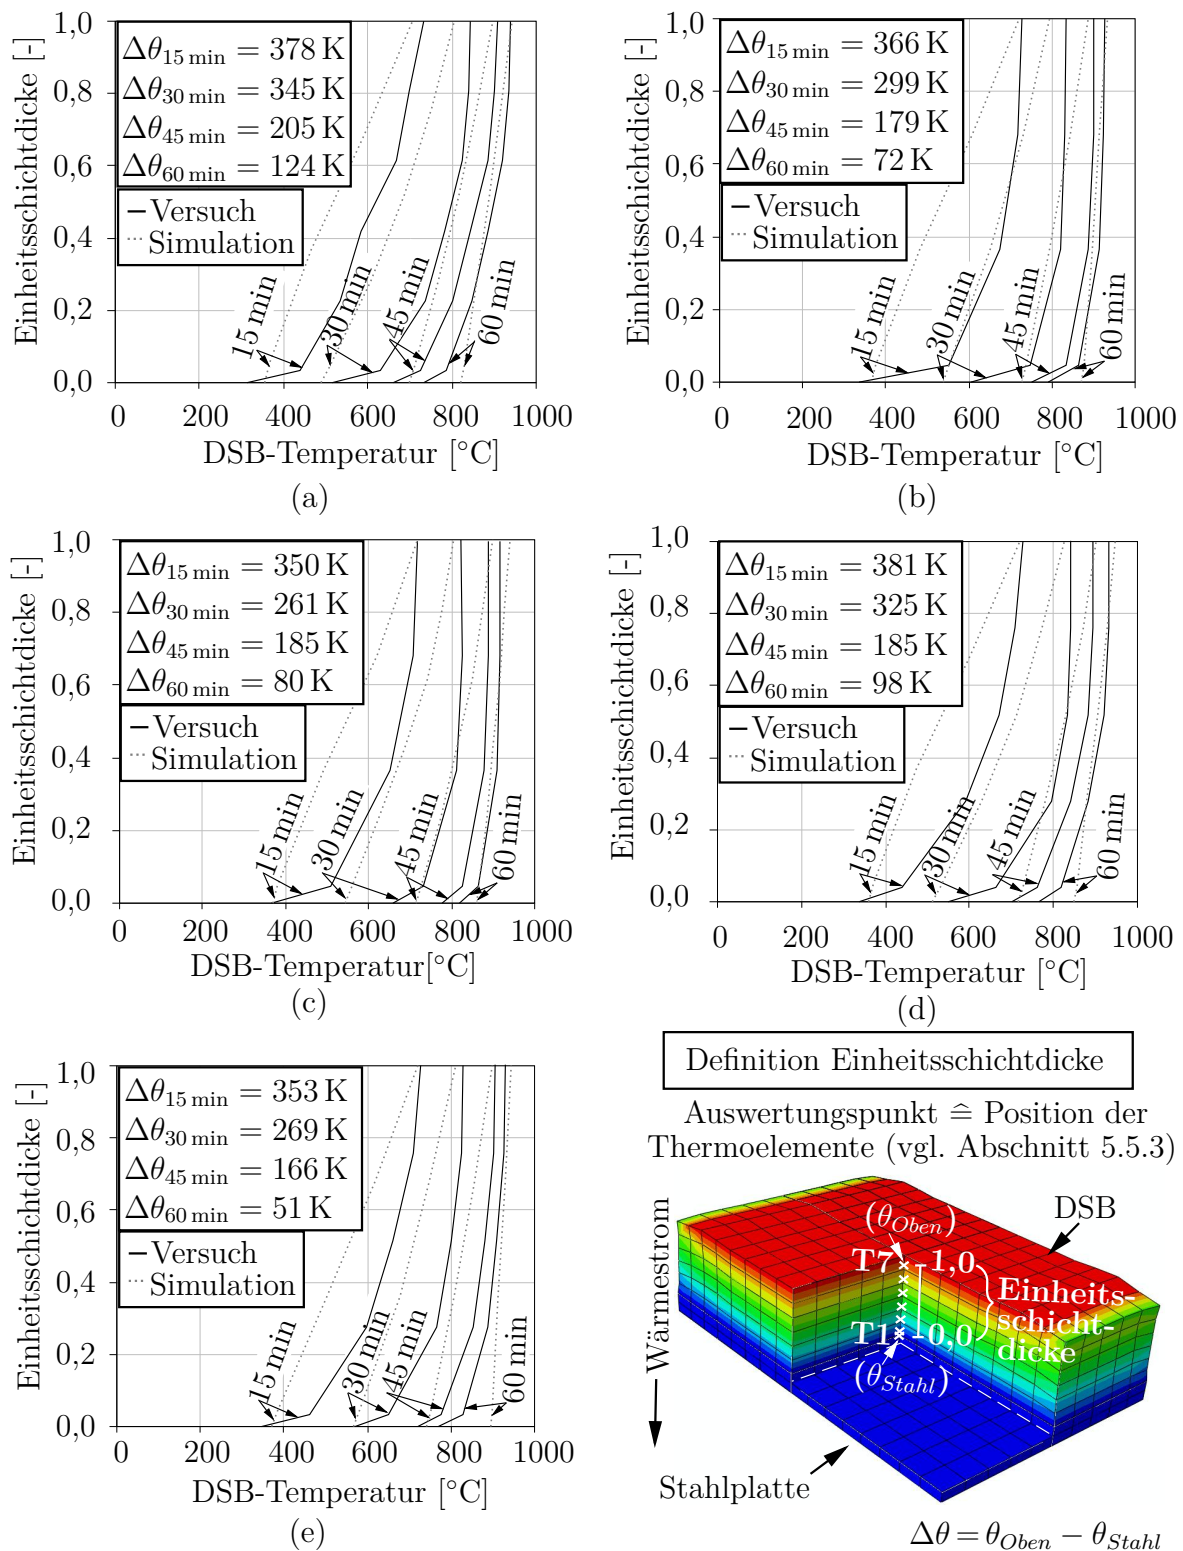 Einheitsschichtdicke [-]
1,0
0,8
0,6
0,4
0,2
0,0
Δθ15 min = 378 K
Δθ30 min = 345 K
Δθ45 min = 205 K
Δθ60 min = 124 K
Versuch
Simulation
15 min
30 min
45 min
60 min
0 200 400 600 800 1000
DSB-Temperatur [°C]
(a)
Einheitsschichtdicke [-]
1,0
0,8
0,6
0,4
0,2
0,0
Δθ15 min = 366 K
Δθ30 min = 299 K
Δθ45 min = 179 K
Δθ60 min = 72 K
Versuch
Simulation
15 min
30 min
45 min
60 min
0 200 400 600 800 1000
DSB-Temperatur [°C]
(b)
Einheitsschichtdicke [-]
1,0
0,8
0,6
0,4
0,2
0,0
Δθ15 min = 350 K
Δθ30 min = 261 K
Δθ45 min = 185 K
Δθ60 min = 80 K
Versuch
Simulation
15 min
30 min
45 min
60 min
0 200 400 600 800 1000
DSB-Temperatur[°C]
(c)
Einheitsschichtdicke [-]
1,0
0,8
0,6
0,4
0,2
0,0
Δθ15 min = 381 K
Δθ30 min = 325 K
Δθ45 min = 185 K
Δθ60 min = 98 K
Versuch
Simulation
15 min
30 min
45 min
60 min
0 200 400 600 800 1000
DSB-Temperatur [°C]
(d)
Einheitsschichtdicke [-]
1,0
0,8
0,6
0,4
0,2
0,0
Δθ15 min = 353 K
Δθ30 min = 269 K
Δθ45 min = 166 K
Δθ60 min = 51 K
Versuch
Simulation
15 min
30 min
45 min
60 min
0 200 400 600 800 1000
DSB-Temperatur [°C]
(e)
Definition Einheitsschichtdicke
Auswertungspunkt ≙ Position der
Thermoelemente (vgl. Abschnitt 5.5.3)
Wärmestrom
(θOben)
DSB
T7 1,0
Einheits-
schicht-
dicke
T1 0,0
(θStahl)
Stahlplatte
Δθ = θOben − θStahl